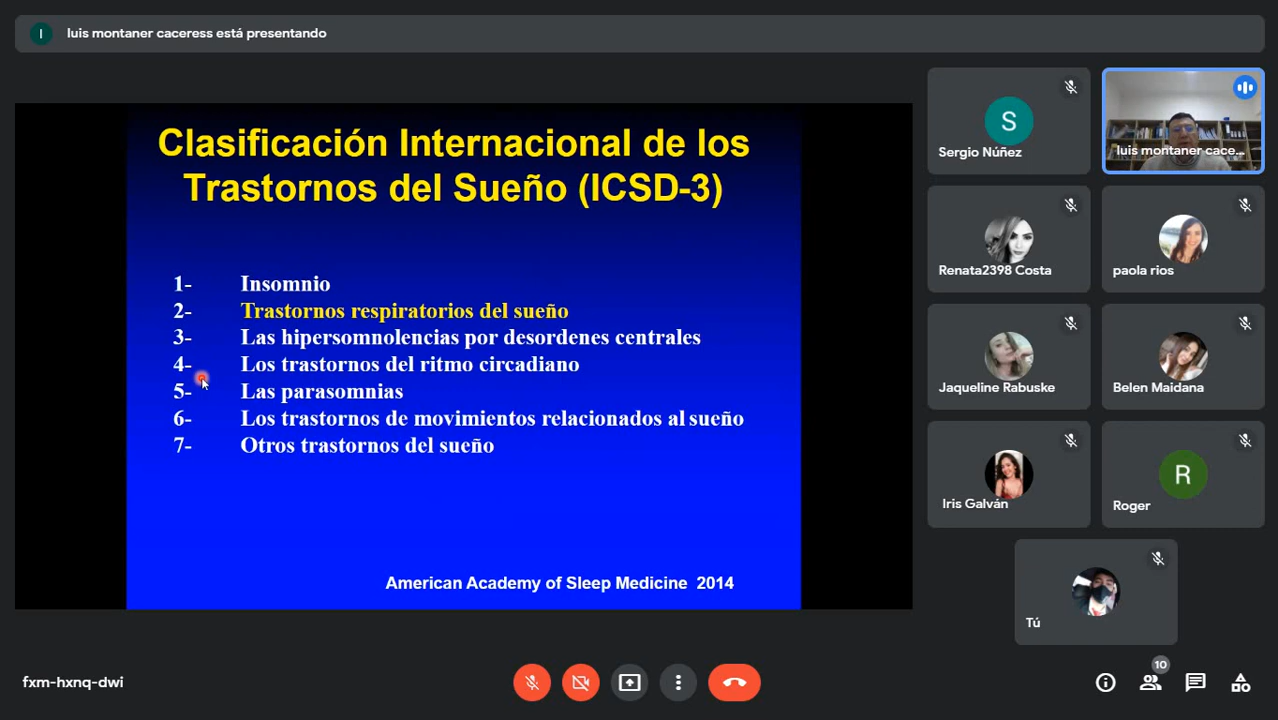 I
luis montaner caceress está presentando
Clasificación Internacional de los
Trastornos del Sueño (ICSD-3)
1- Insomnio
2- Trastornos respiratorios del sueño
3- Las hipersomnolencias por desordenes centrales
4- Los trastornos del ritmo circadiano
5- Las parasomnias
6- Los trastornos de movimientos relacionados al sueño
7- Otros trastornos del sueño
American Academy of Sleep Medicine 2014
S
Sergio Núñez
luis montaner cace...
Renata2398 Costa
paola rios
Jaqueline Rabuske
Belen Maidana
Iris Galván
R
Roger
Tú
fxm-hxnq-dwi
10